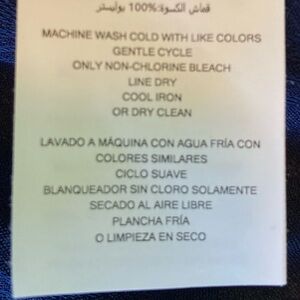 قماش الكسوة:%100 بوليستر
MACHINE WASH COLD WITH LIKE COLORS
GENTLE CYCLE
ONLY NON-CHLORINE BLEACH
LINE DRY
COOL IRON
OR DRY CLEAN
LAVADO A MÁQUINA CON AGUA FRÍA CON
COLORES SIMILARES
CICLO SUAVE
BLANQUEADOR SIN CLORO SOLAMENTE
SECADO AL AIRE LIBRE
PLANCHA FRÍA
O LIMPIEZA EN SECO